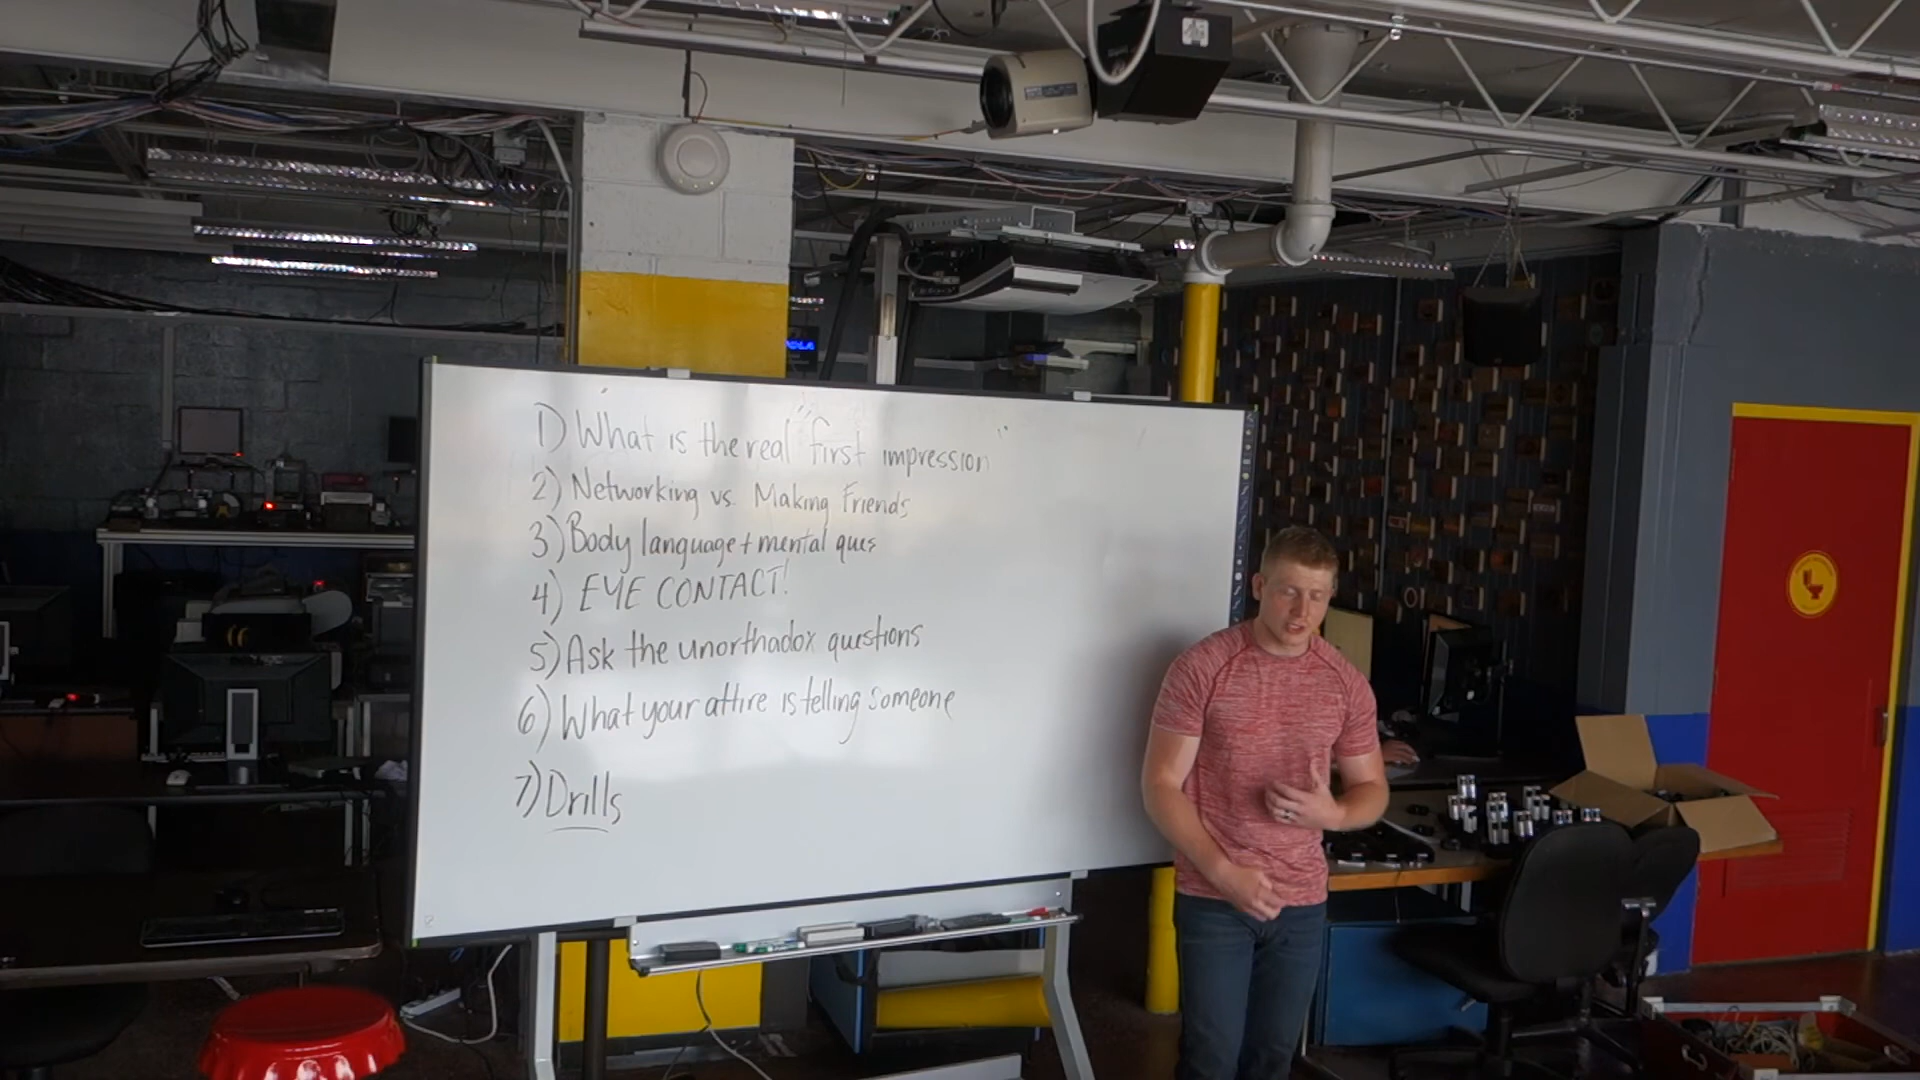 1) What is the real "first impression"
2) Networking vs. Making Friends
3) Body language + mental ques
4) EYE CONTACT!
5) Ask the unorthadox questions
6) What your attire is telling someone
7) Drills